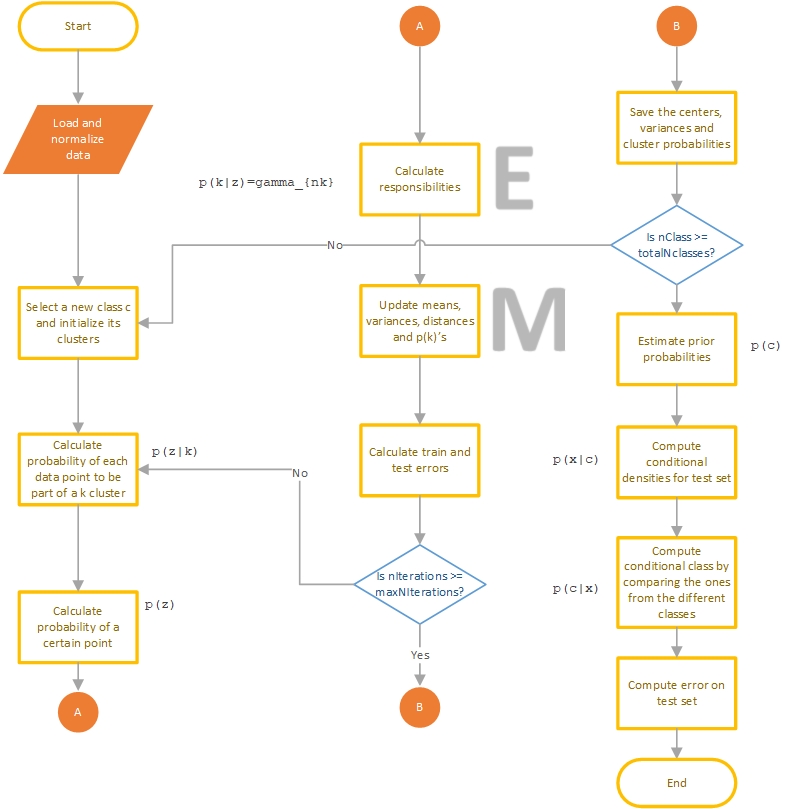 Start
Load and
normalize
data
Select a new class c
and initialize its
clusters
Calculate
probability of each
data point to be
part of a k cluster
p(z|k)
Calculate
probability of a
certain point
p(z)
A
A
Calculate
responsibilities
p(k|z)=gamma_{nk}
E
Update means,
variances, distances
and p(k)'s
M
Calculate train and
test errors
Is nIterations >=
maxNIterations?
No
Yes
B
B
Save the centers,
variances and
cluster probabilities
Is nClass >=
totalNclasses?
No
Estimate prior
probabilities
p(c)
Compute
conditional
densities for test set
p(x|c)
Compute
conditional class by
comparing the ones
from the different
classes
p(c|x)
Compute error on
test set
End